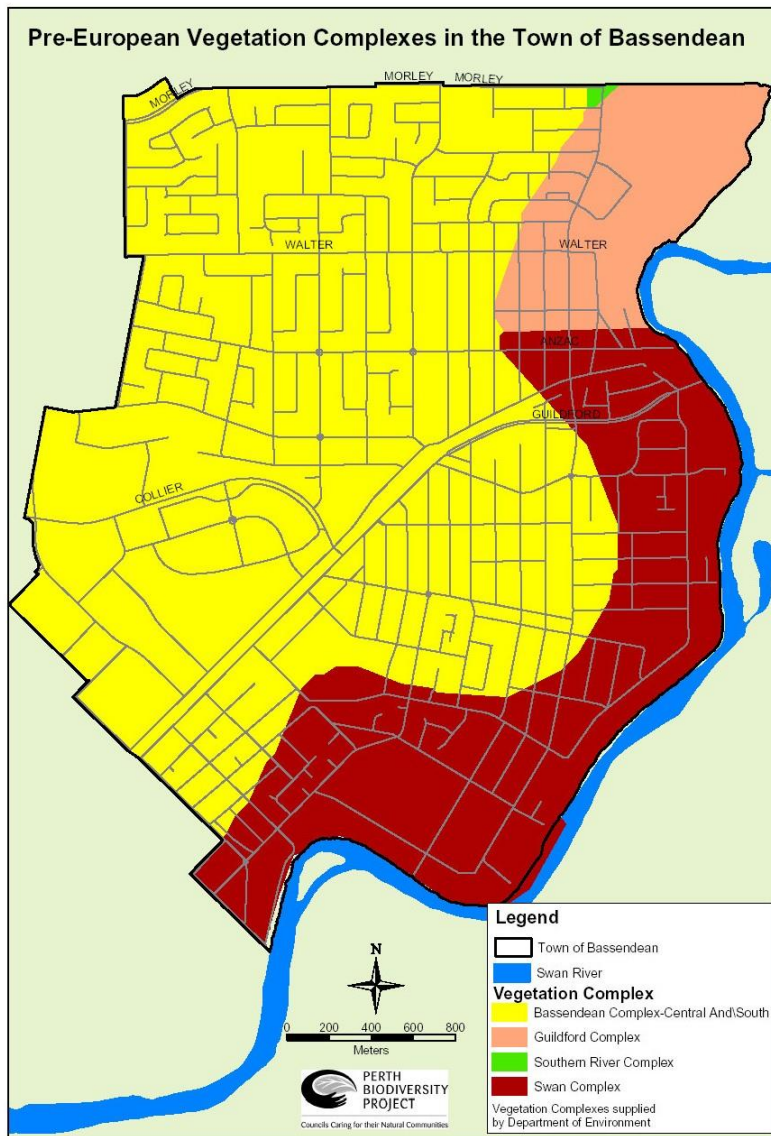 Pre-European Vegetation Complexes in the Town of Bassendean
MORLEY
MORLEY
MORLEY
WALTER
WALTER
ANZAC
GUILDFORD
COLLIER
N
0 200 400 600 800
Meters
PERTH
BIODIVERSITY
PROJECT
Councils Caring for their Natural Communities
Legend
Town of Bassendean
Swan River
Vegetation Complex
Bassendean Complex-Central And\South
Guildford Complex
Southern River Complex
Swan Complex
Vegetation Complexes supplied
by Department of Environment